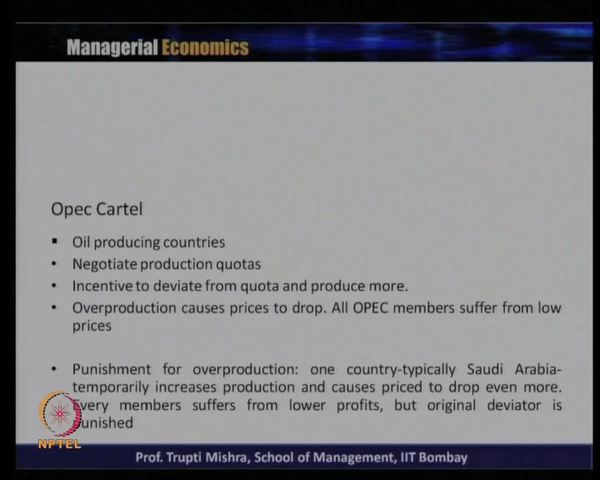 Managerial Economics
Opec Cartel
▪ Oil producing countries
• Negotiate production quotas
• Incentive to deviate from quota and produce more.
• Overproduction causes prices to drop. All OPEC members suffer from low
prices
• Punishment for overproduction: one country-typically Saudi Arabia-
temporarily increases production and causes priced to drop even more.
Every members suffers from lower profits, but original deviator is
punished
NPTEL
Prof. Trupti Mishra, School of Management, IIT Bombay